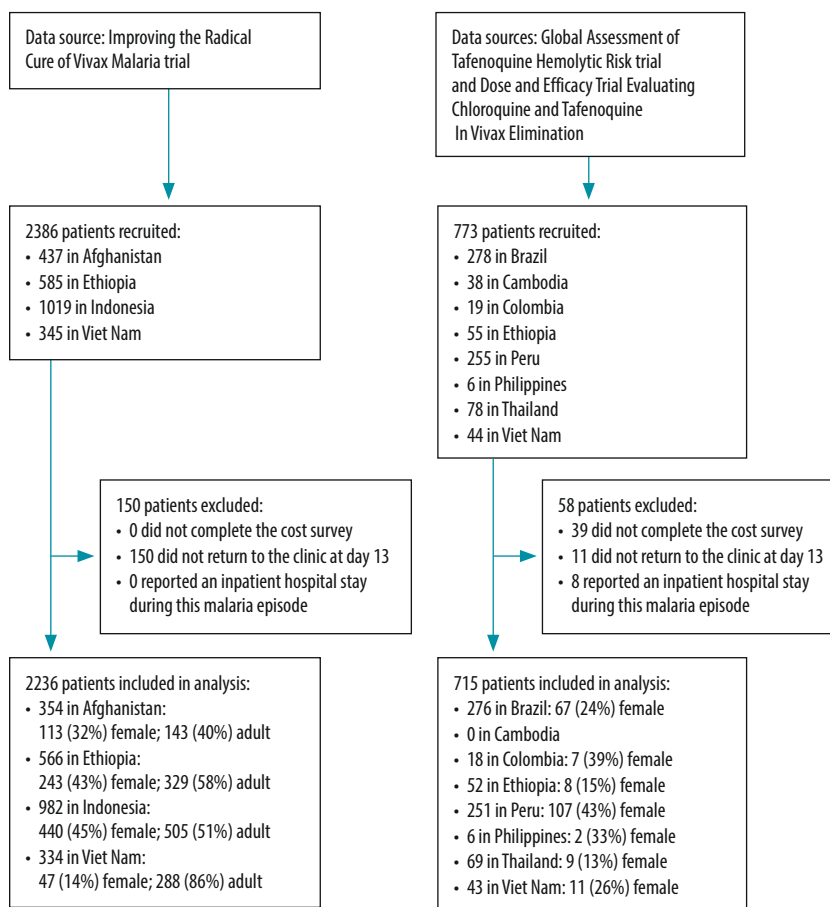 Data source: Improving the Radical
Cure of Vivax Malaria trial
2386 patients recruited:
• 437 in Afghanistan
• 585 in Ethiopia
• 1019 in Indonesia
• 345 in Viet Nam
150 patients excluded:
• 0 did not complete the cost survey
• 150 did not return to the clinic at day 13
• 0 reported an inpatient hospital stay
during this malaria episode
2236 patients included in analysis:
• 354 in Afghanistan:
113 (32%) female; 143 (40%) adult
• 566 in Ethiopia:
243 (43%) female; 329 (58%) adult
• 982 in Indonesia:
440 (45%) female; 505 (51%) adult
• 334 in Viet Nam:
47 (14%) female; 288 (86%) adult
Data sources: Global Assessment of
Tafenoquine Hemolytic Risk trial
and Dose and Efficacy Trial Evaluating
Chloroquine and Tafenoquine
In Vivax Elimination
773 patients recruited:
• 278 in Brazil
• 38 in Cambodia
• 19 in Colombia
• 55 in Ethiopia
• 255 in Peru
• 6 in Philippines
• 78 in Thailand
• 44 in Viet Nam
58 patients excluded:
• 39 did not complete the cost survey
• 11 did not return to the clinic at day 13
• 8 reported an inpatient hospital stay
during this malaria episode
715 patients included in analysis:
• 276 in Brazil: 67 (24%) female
• 0 in Cambodia
• 18 in Colombia: 7 (39%) female
• 52 in Ethiopia: 8 (15%) female
• 251 in Peru: 107 (43%) female
• 6 in Philippines: 2 (33%) female
• 69 in Thailand: 9 (13%) female
• 43 in Viet Nam: 11 (26%) female